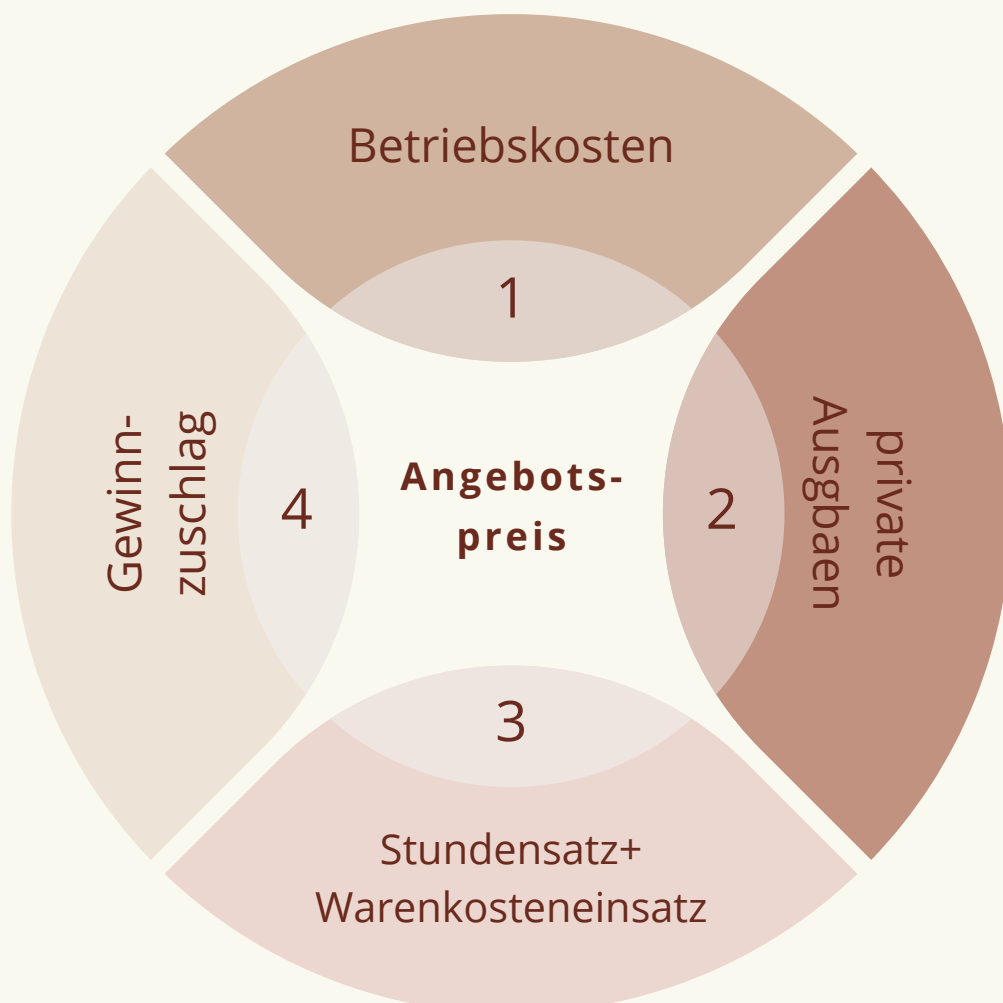 Betriebskosten
1
private
Ausgbaen
2
Stundensatz+
Warenkosteneinsatz
3
Gewinn-
zuschlag
4
Angebots-
preis